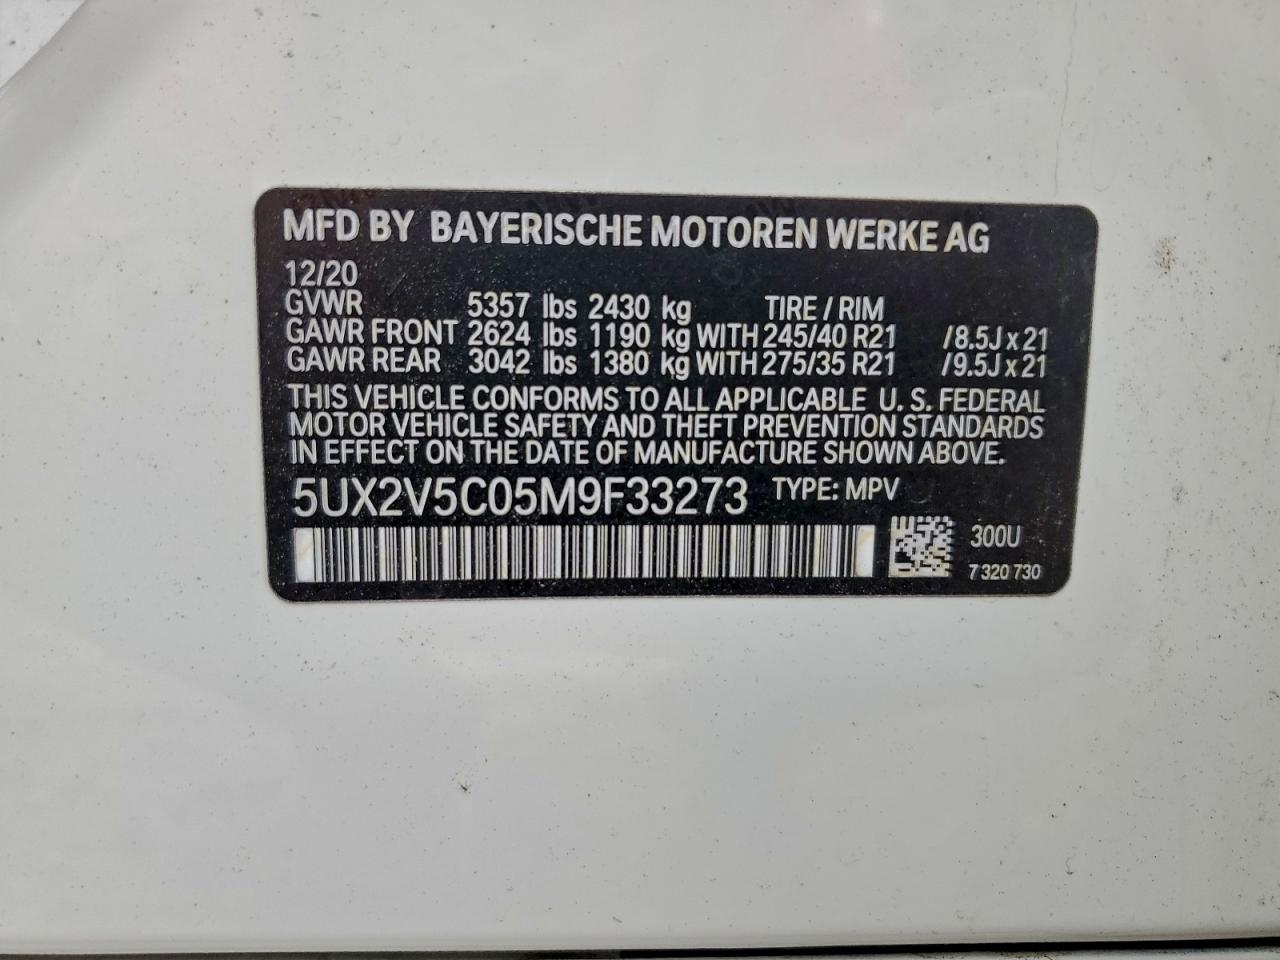 MFD BY BAYERISCHE MOTOREN WERKE AG
12/20
GVWR 5357 lbs 2430 kg TIRE / RIM
GAWR FRONT 2624 lbs 1190 kg WITH 245/40 R21 /8.5J x 21
GAWR REAR 3042 lbs 1380 kg WITH 275/35 R21 /9.5J x 21
THIS VEHICLE CONFORMS TO ALL APPLICABLE U. S. FEDERAL
MOTOR VEHICLE SAFETY AND THEFT PREVENTION STANDARDS
IN EFFECT ON THE DATE OF MANUFACTURE SHOWN ABOVE.
5UX2V5C05M9F33273 TYPE: MPV
300U
7 320 730